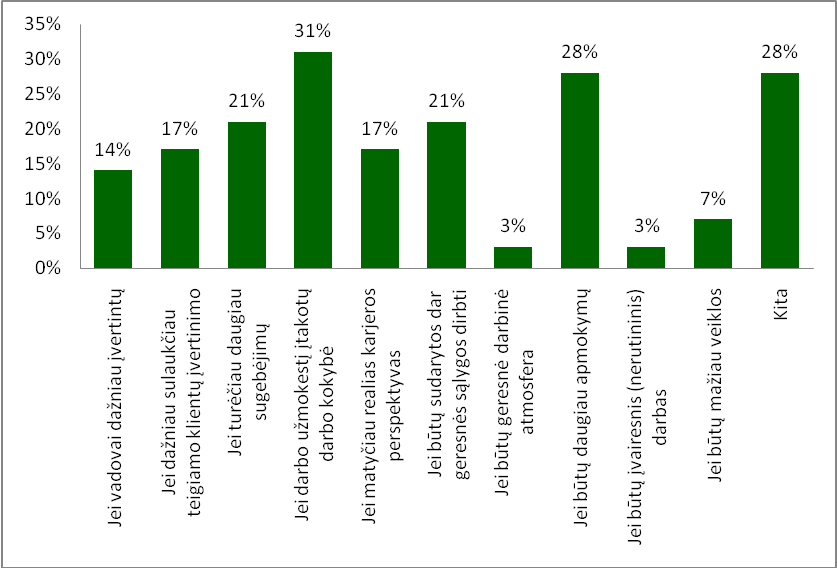 35%
30%
25%
20%
15%
10%
5%
0%
14%
17%
21%
31%
17%
21%
3%
28%
3%
7%
28%
Jei vadovai dažniau įvertintų
Jei dažniau sulaukčiau
teigiamo klientų įvertinimo
Jei turėčiau daugiau
sugebėjimų
Jei darbo užmokestį įtakotų
darbo kokybė
Jei matyčiau realias karjeros
perspektyvas
Jei būtų sudarytos dar
geresnės sąlygos dirbti
Jei būtų geresnė darbinė
atmosfera
Jei būtų daugiau apmokymų
Jei būtų įvairesnis (nerutininis)
darbas
Jei būtų mažiau veiklos
Kita